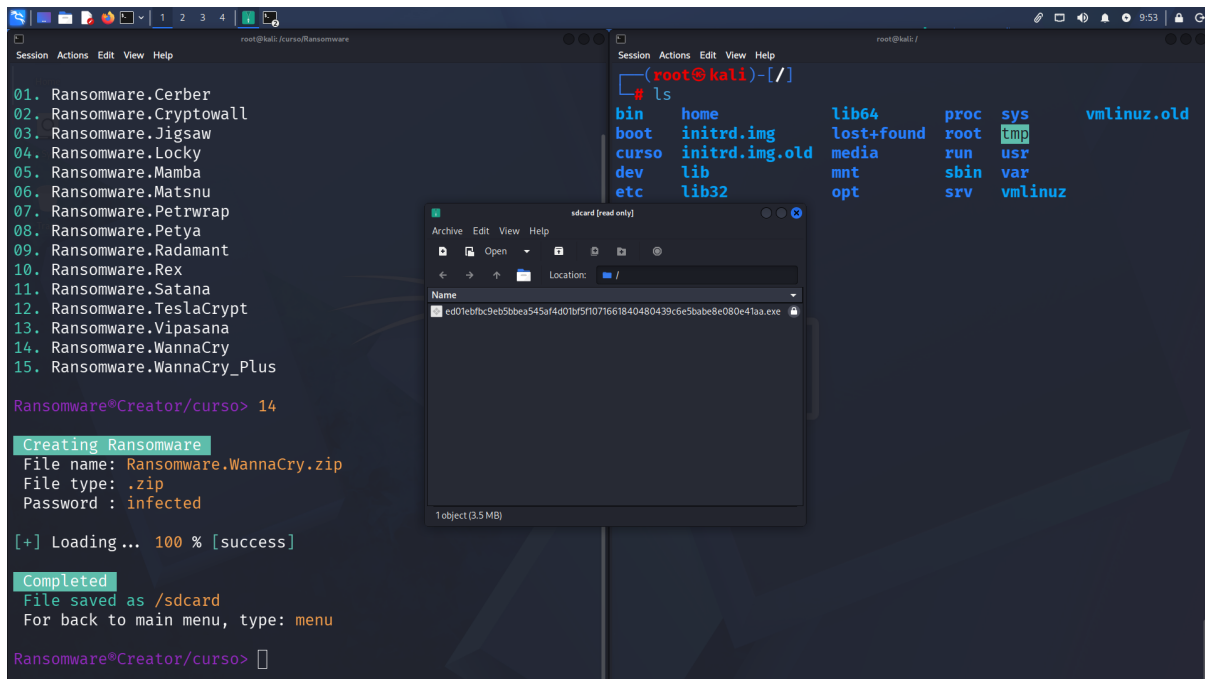 1 2 3 4
2
9:53
root@kali: /curso/Ransomware
Session Actions Edit View Help
01. Ransomware.Cerber
02. Ransomware.Cryptowall
03. Ransomware.Jigsaw
04. Ransomware.Locky
05. Ransomware.Mamba
06. Ransomware.Matsnu
07. Ransomware.Petrwrap
08. Ransomware.Petya
09. Ransomware.Radamant
10. Ransomware.Rex
11. Ransomware.Satana
12. Ransomware.TeslaCrypt
13. Ransomware.Vipasana
14. Ransomware.WannaCry
15. Ransomware.WannaCry_Plus
Ransomware®Creator/curso> 14
Creating Ransomware
File name: Ransomware.WannaCry.zip
File type: .zip
Password : infected
[+] Loading... 100 % [success]
Completed
File saved as /sdcard
For back to main menu, type: menu
Ransomware®Creator/curso>
root@kali: /
Session Actions Edit View Help
(root㉿kali)-[/]
# ls
bin home lib64 proc sys vmlinuz.old
boot initrd.img lost+found root tmp
curso initrd.img.old media run usr
dev lib mnt sbin var
etc lib32 opt srv vmlinuz
sdcard [read only]
Archive Edit View Help
Open
Location: /
Name
ed01ebfbc9eb5bbea545af4d01bf5f1071661840480439c6e5babe8e080e41aa.exe
1 object (3.5 MB)